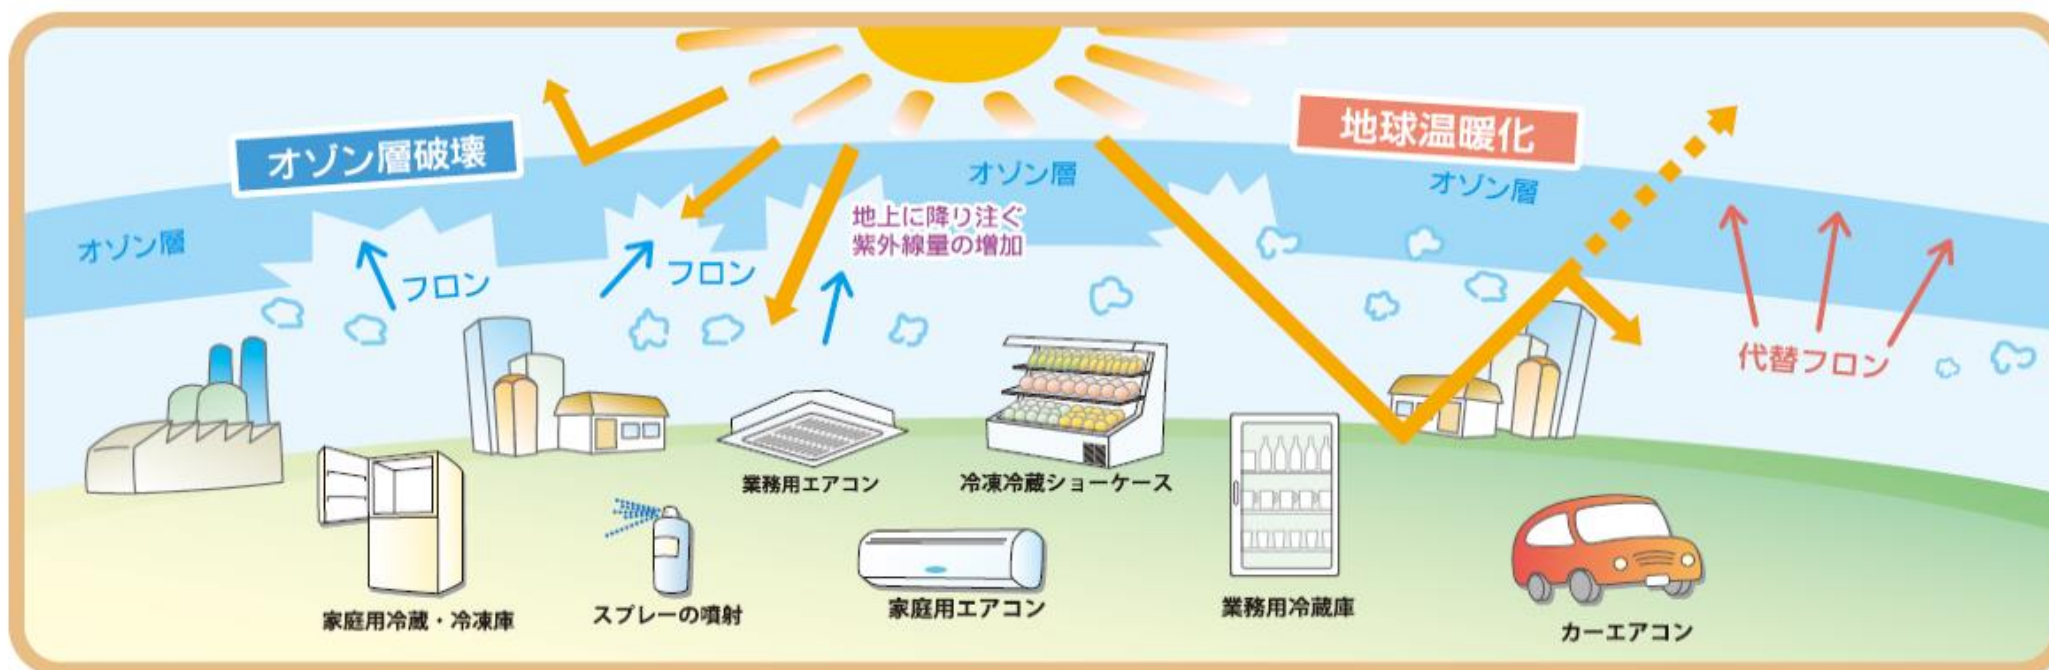 オゾン層破壊
地球温暖化
オゾン層
オゾン層
オゾン層
地上に降り注ぐ
紫外線量の増加
フロン
フロン
代替フロン
業務用エアコン
冷凍冷蔵ショーケース
家庭用冷蔵・冷凍庫
スプレーの噴射
家庭用エアコン
業務用冷蔵庫
カーエアコン